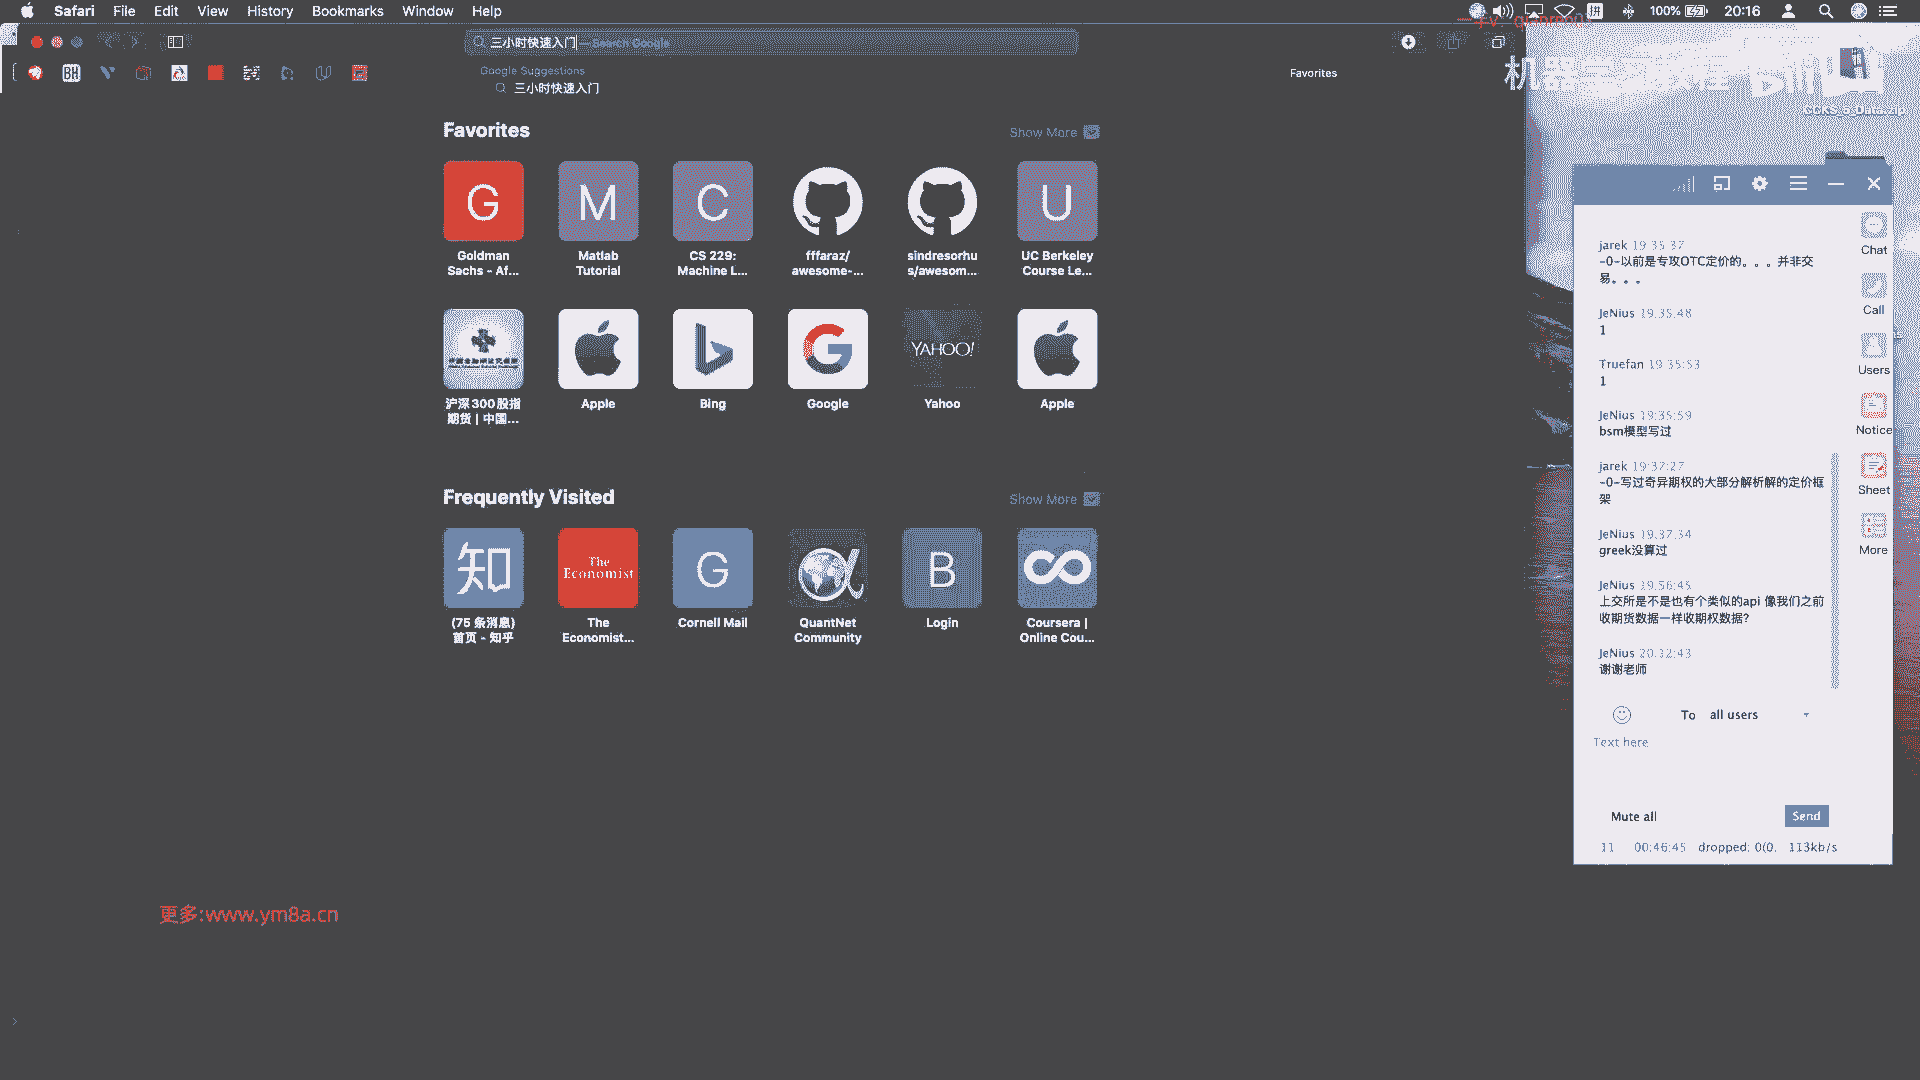 Safari File Edit View History Bookmarks Window Help
100% 20:16
三小时快速入门 — Search Google
Google Suggestions
三小时快速入门
BH
Favorites
CCKS_5_Data.zip
Favorites
Show More
G
M
C
U
Goldman
Sachs - Af...
Matlab
Tutorial
CS 229:
Machine L...
fffaraz/
awesome-...
sindresorhu
s/awesom...
UC Berkeley
Course Le...
YAHOO!
沪深300股指
期货 | 中国...
Apple
Bing
Google
Yahoo
Apple
Frequently Visited
Show More
知
The
Economist
G
B
(75 条消息)
首页 - 知乎
The
Economist...
Cornell Mail
QuantNet
Community
Login
Coursera |
Online Cou...
更多:www.ym8a.cn
jarek 19:35:37
-0-以前是专攻OTC定价的。。。并非交
易。。。
JeNius 19:35:48
1
Truefan 19:35:53
1
JeNius 19:35:59
bsm模型写过
jarek 19:37:27
-0-写过奇异期权的大部分解析解的定价框
架
JeNius 19:37:34
greek没算过
JeNius 19:56:45
上交所是不是也有个类似的api 像我们之前
收期货数据一样收期权数据?
JeNius 20:12:43
谢谢老师
Chat
Call
Users
Notice
Sheet
More
To all users
Text here
Mute all
Send
11 00:46:45 dropped: 0(0. 113kb/s